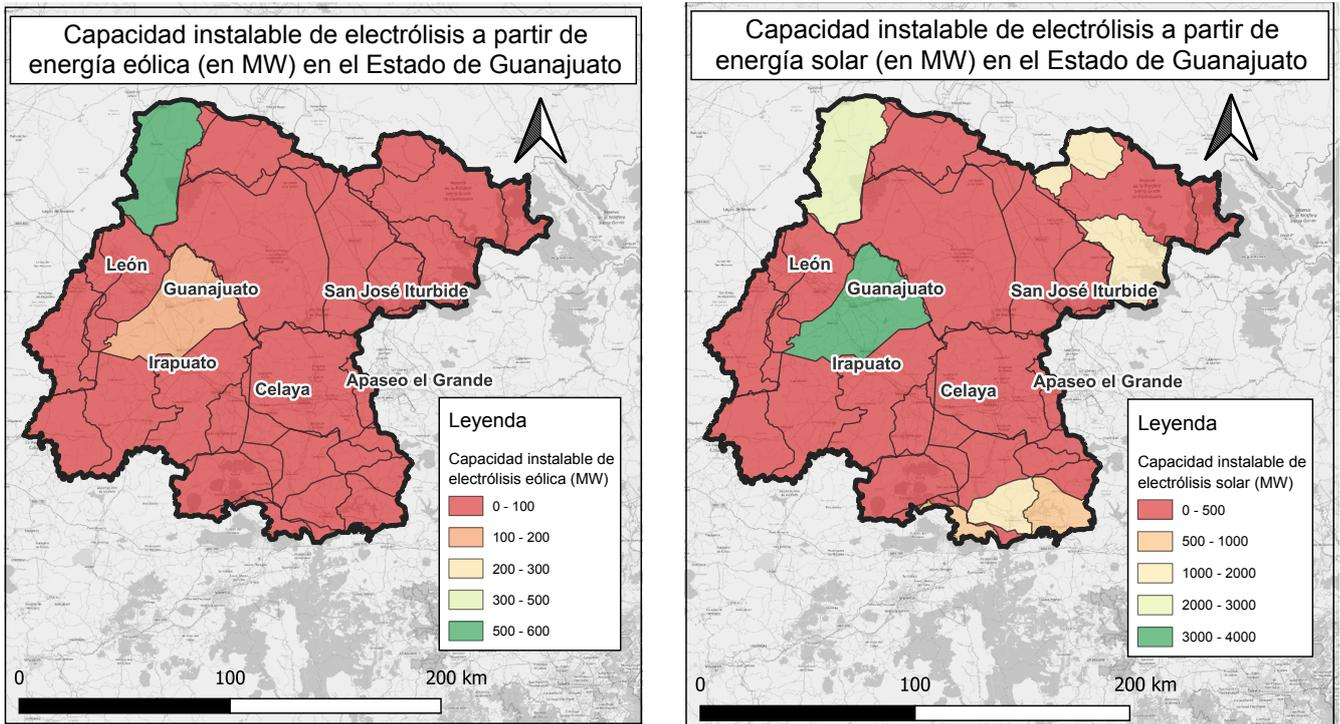 Capacidad instalable de electrólisis a partir de
energía eólica (en MW) en el Estado de Guanajuato
León
Guanajuato
San José Iturbide
Irapuato
Celaya
Apaseo el Grande
Leyenda
Capacidad instalable de
electrólisis eólica (MW)
0 - 100
100 - 200
200 - 300
300 - 500
500 - 600
0 100 200 km
Capacidad instalable de electrólisis a partir de
energía solar (en MW) en el Estado de Guanajuato
León
Guanajuato
San José Iturbide
Irapuato
Celaya
Apaseo el Grande
Leyenda
Capacidad instalable de
electrólisis solar (MW)
0 - 500
500 - 1000
1000 - 2000
2000 - 3000
3000 - 4000
0 100 200 km